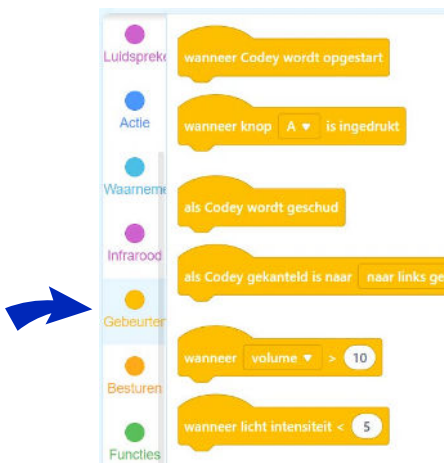 Luidspreke
Actie
Waarneme
Infrarood
Gebeurten
Besturen
Functies
wanneer Codey wordt opgestart
wanneer knop A ▼ is ingedrukt
als Codey wordt geschud
als Codey gekanteld is naar naar links ge
wanneer volume ▼ > 10
wanneer licht intensiteit < 5